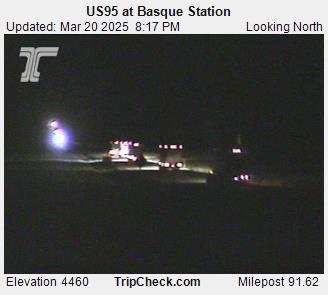 US95 at Basque Station
Updated: Mar 20 2025 8:17 PM Looking North
Elevation 4460 TripCheck.com Milepost 91.62